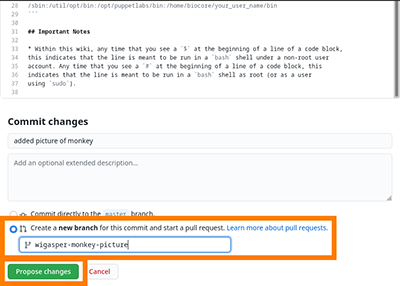 28 /sbin:/util/opt/bin:/opt/puppetlabs/bin:/home/biocore/your_user_name/bin
29 ```
30
31 ## Important Notes
32
33 * Within this wiki, any time that you see a `$` at the beginning of a line of a code block,
34 this indicates that the line is meant to be run in a `bash` shell under a non-root user
35 account. Any time that you see a `#` at the beginning of a line of a code block, this
36 indicates that the line is meant to be run in a `bash` shell as root (or as a user
37 using `sudo`).
38
Commit changes
added picture of monkey
Add an optional extended description...
Commit directly to the master branch.
Create a new branch for this commit and start a pull request. Learn more about pull requests.
wigasper-monkey-picture
Propose changes Cancel